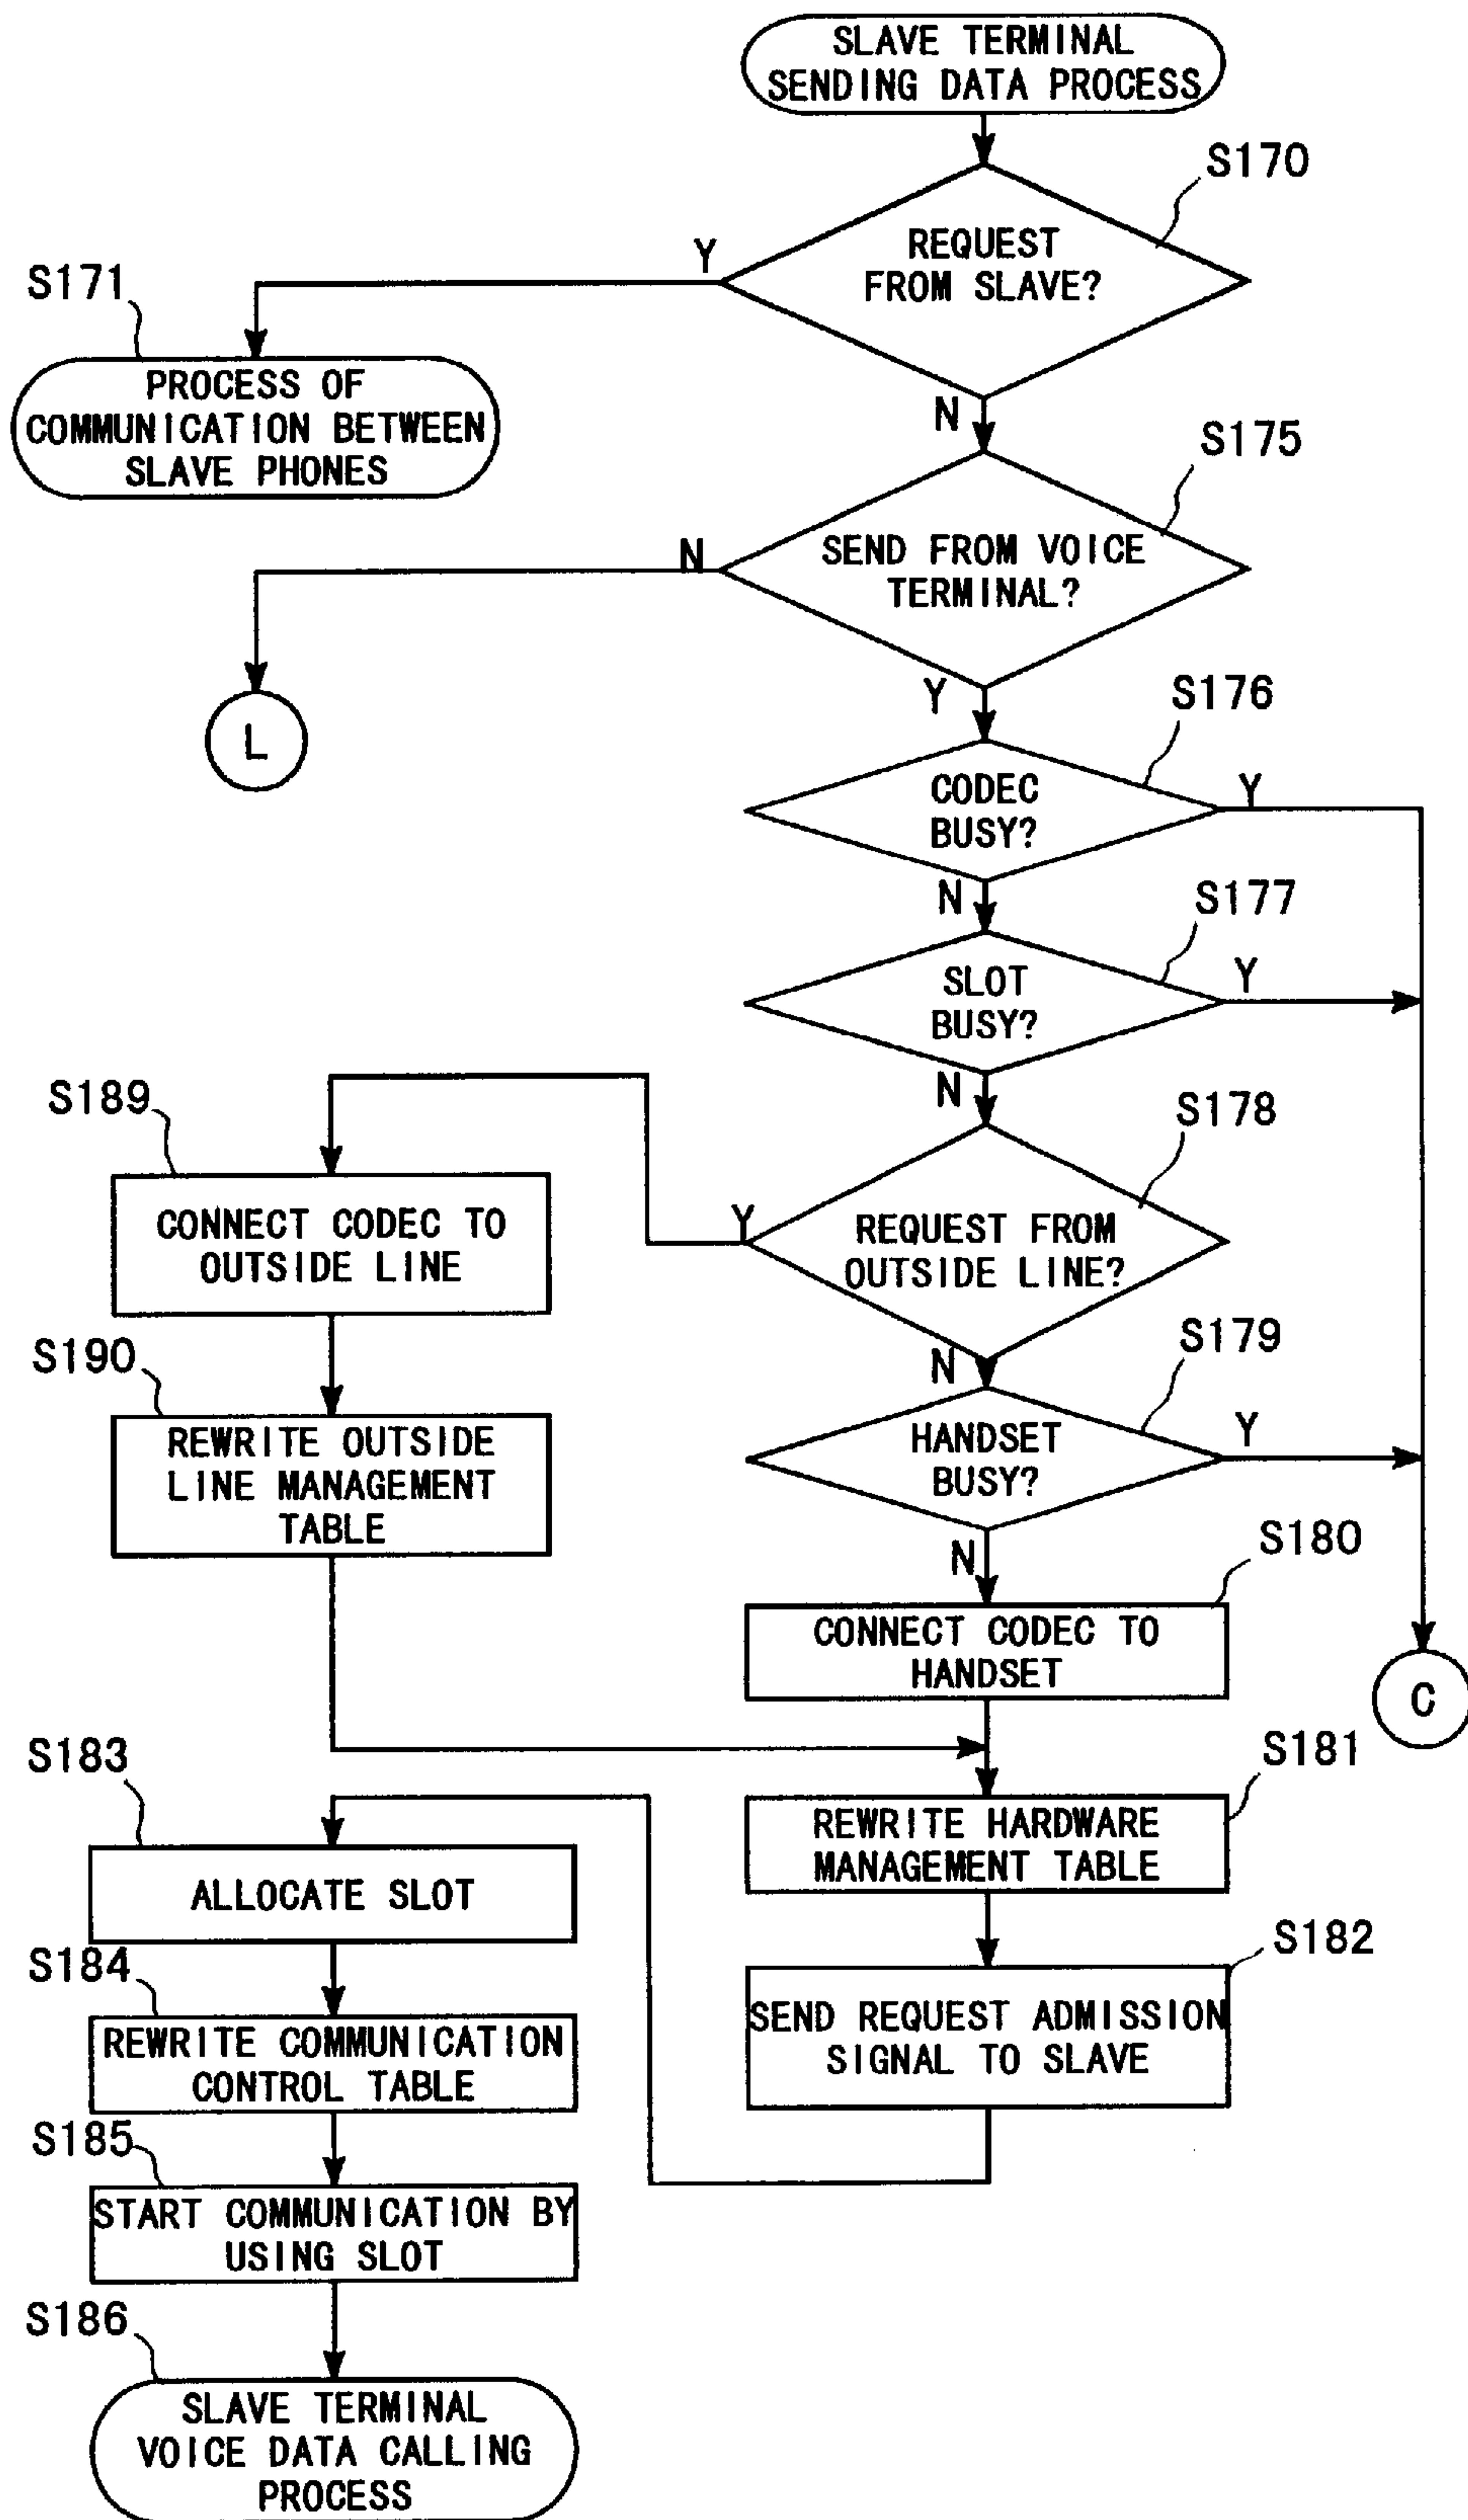 SLAVE TERMINAL
SENDING DATA PROCESS
S170
REQUEST
FROM SLAVE?
Y
N
S171
PROCESS OF
COMMUNICATION BETWEEN
SLAVE PHONES
S175
SEND FROM VOICE
TERMINAL?
N
Y
L
S176
CODEC
BUSY?
Y
N
S177
SLOT
BUSY?
Y
N
S178
REQUEST FROM
OUTSIDE LINE?
Y
N
S189
CONNECT CODEC TO
OUTSIDE LINE
S190
REWRITE OUTSIDE
LINE MANAGEMENT
TABLE
S179
HANDSET
BUSY?
Y
N
S180
CONNECT CODEC TO
HANDSET
C
S181
REWRITE HARDWARE
MANAGEMENT TABLE
S182
SEND REQUEST ADMISSION
SIGNAL TO SLAVE
S183
ALLOCATE SLOT
S184
REWRITE COMMUNICATION
CONTROL TABLE
S185
START COMMUNICATION BY
USING SLOT
S186
SLAVE TERMINAL
VOICE DATA CALLING
PROCESS